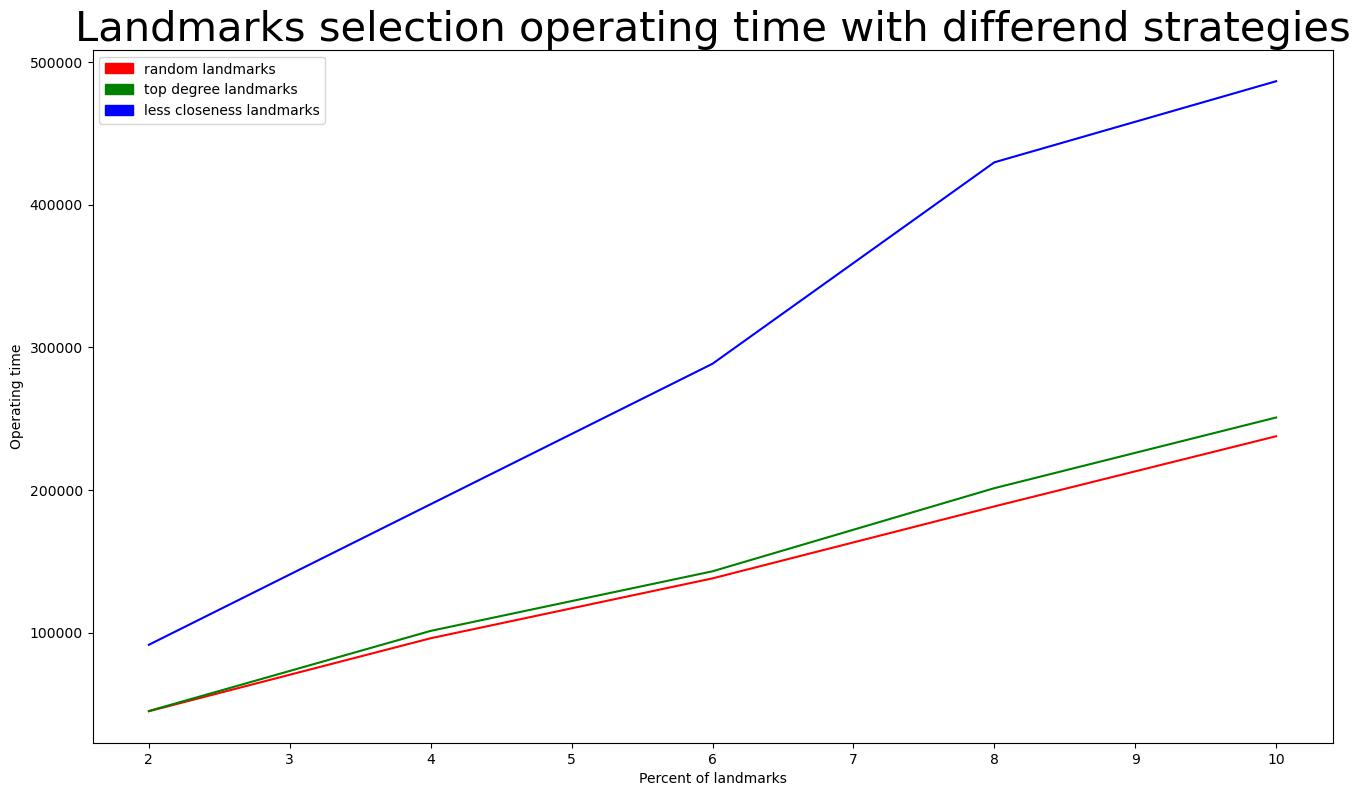 Landmarks selection operating time with differend strategies
random landmarks
top degree landmarks
less closeness landmarks
500000
400000
300000
200000
100000
Operating time
2 3 4 5 6 7 8 9 10
Percent of landmarks